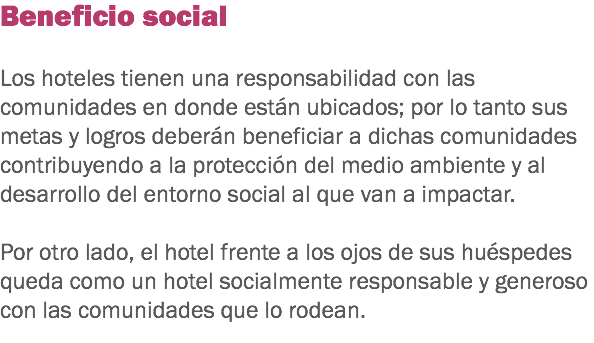 Beneficio social
Los hoteles tienen una responsabilidad con las
comunidades en donde están ubicados; por lo tanto sus
metas y logros deberán beneficiar a dichas comunidades
contribuyendo a la protección del medio ambiente y al
desarrollo del entorno social al que van a impactar.
Por otro lado, el hotel frente a los ojos de sus huéspedes
queda como un hotel socialmente responsable y generoso
con las comunidades que lo rodean.